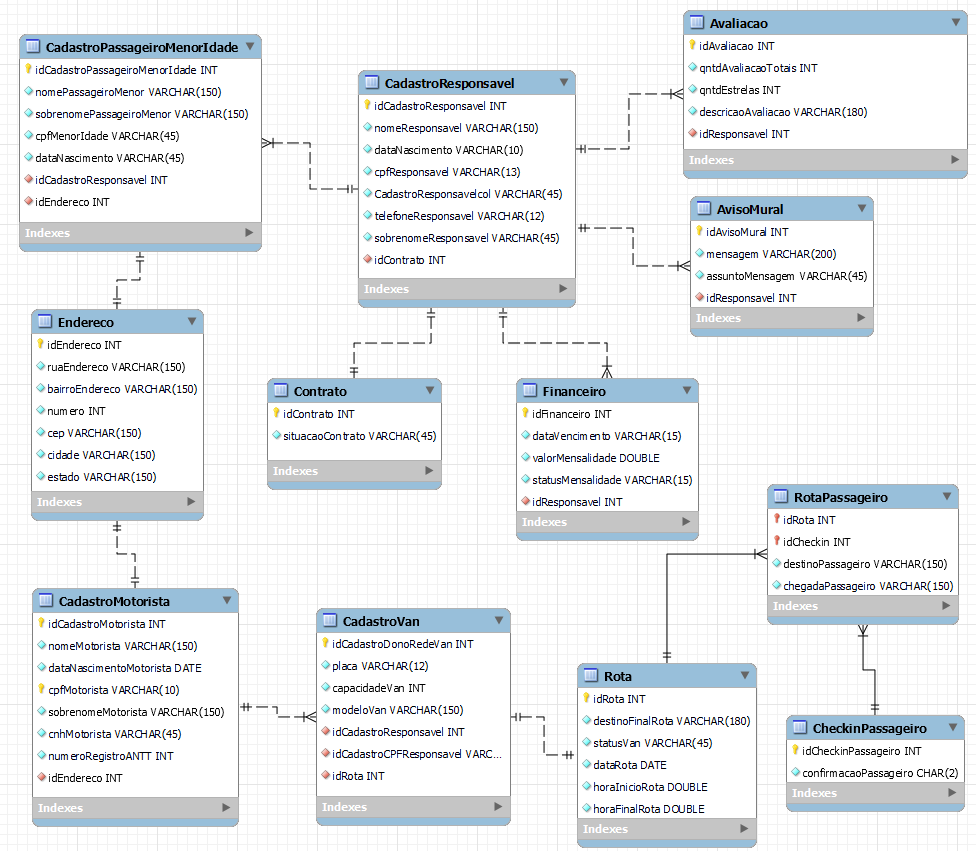 CadastroPassageiroMenorIdade
idCadastroPassageiroMenorIdade INT
nomePassageiroMenor VARCHAR(150)
sobrenomePassageiroMenor VARCHAR(150)
cpfMenorIdade VARCHAR(45)
dataNascimento VARCHAR(45)
idCadastroResponsavel INT
idEndereco INT
Indexes
CadastroResponsavel
idCadastroResponsavel INT
nomeResponsavel VARCHAR(150)
dataNascimento VARCHAR(10)
cpfResponsavel VARCHAR(13)
CadastroResponsavelcol VARCHAR(45)
telefoneResponsavel VARCHAR(12)
sobrenomeResponsavel VARCHAR(45)
idContrato INT
Indexes
Avaliacao
idAvaliacao INT
qntdAvaliacaoTotais INT
qntdEstrelas INT
descricaoAvaliacao VARCHAR(180)
idResponsavel INT
Indexes
AvisoMural
idAvisoMural INT
mensagem VARCHAR(200)
assuntoMensagem VARCHAR(45)
idResponsavel INT
Indexes
Endereco
idEndereco INT
ruaEndereco VARCHAR(150)
bairroEndereco VARCHAR(150)
numero INT
cep VARCHAR(150)
cidade VARCHAR(150)
estado VARCHAR(150)
Indexes
Contrato
idContrato INT
situacaoContrato VARCHAR(45)
Indexes
Financeiro
idFinanceiro INT
dataVencimento VARCHAR(15)
valorMensalidade DOUBLE
statusMensalidade VARCHAR(15)
idResponsavel INT
Indexes
RotaPassageiro
idRota INT
idCheckin INT
destinoPassageiro VARCHAR(150)
chegadaPassageiro VARCHAR(150)
Indexes
CadastroMotorista
idCadastroMotorista INT
nomeMotorista VARCHAR(150)
dataNascimentoMotorista DATE
cpfMotorista VARCHAR(10)
sobrenomeMotorista VARCHAR(150)
cnhMotorista VARCHAR(45)
numeroRegistroANTT INT
idEndereco INT
Indexes
CadastroVan
idCadastroDonoRedeVan INT
placa VARCHAR(12)
capacidadeVan INT
modeloVan VARCHAR(150)
idCadastroResponsavel INT
idCadastroCPFResponsavel VARC...
idRota INT
Indexes
Rota
idRota INT
destinoFinalRota VARCHAR(180)
statusVan VARCHAR(45)
dataRota DATE
horaInicioRota DOUBLE
horaFinalRota DOUBLE
Indexes
CheckinPassageiro
idCheckinPassageiro INT
confirmacaoPassageiro CHAR(2)
Indexes